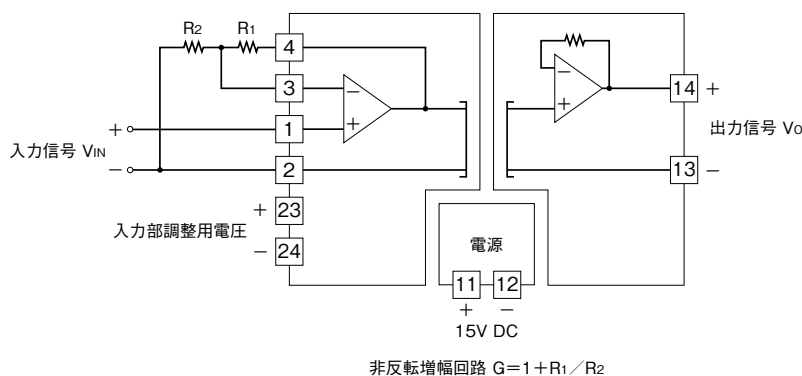 R2
R1
4
3
1
2
+
入力信号 VIN
−
+
23
入力部調整用電圧
−
24
−
+
−
+
14
+
出力信号 VO
13
−
電源
11
12
+
−
15V DC
非反転増幅回路 G=1+R1/R2